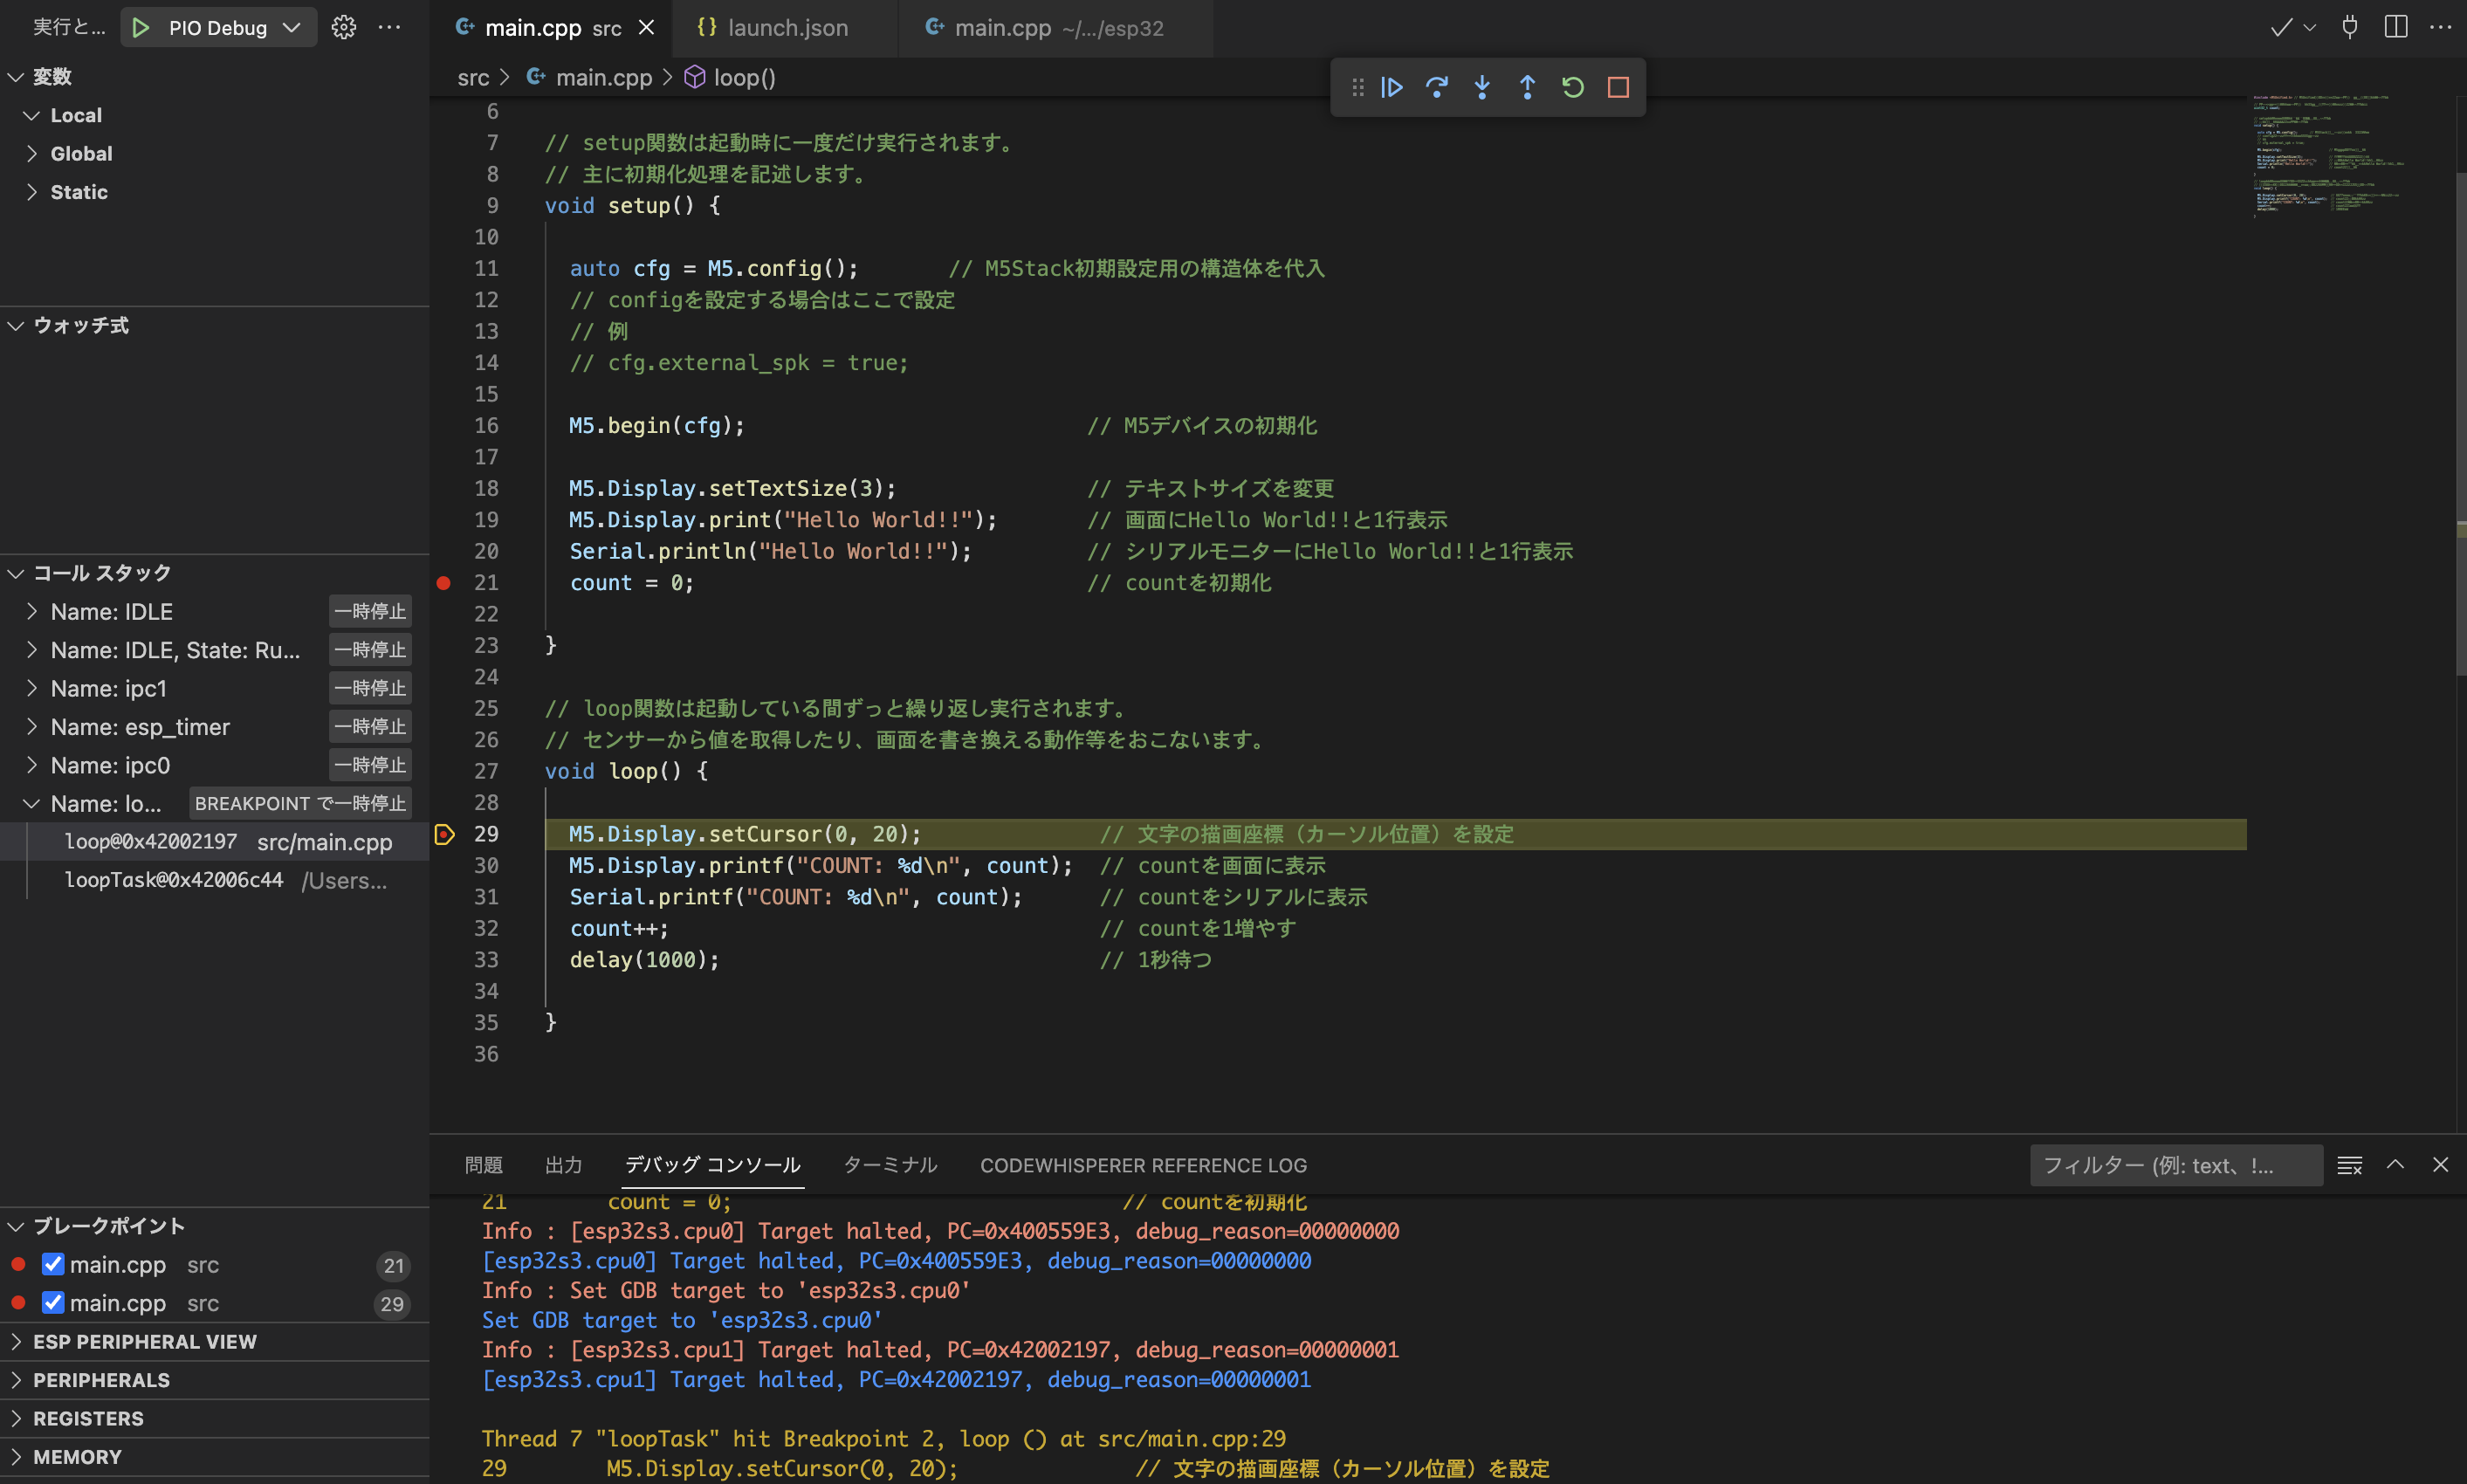 実行と...
PIO Debug
main.cpp src
launch.json
main.cpp ~/.../esp32
変数
Local
Global
Static
ウォッチ式
コール スタック
Name: IDLE 一時停止
Name: IDLE, State: Ru... 一時停止
Name: ipc1 一時停止
Name: esp_timer 一時停止
Name: ipc0 一時停止
Name: lo... BREAKPOINT で一時停止
loop@0x42002197 src/main.cpp
loopTask@0x42006c44 /Users...
ブレークポイント
main.cpp src 21
main.cpp src 29
ESP PERIPHERAL VIEW
PERIPHERALS
REGISTERS
MEMORY
src > main.cpp > loop()
6
7 // setup関数は起動時に一度だけ実行されます。
8 // 主に初期化処理を記述します。
9 void setup() {
10
11 auto cfg = M5.config(); // M5Stack初期設定用の構造体を代入
12 // configを設定する場合はここで設定
13 // 例
14 // cfg.external_spk = true;
15
16 M5.begin(cfg); // M5デバイスの初期化
17
18 M5.Display.setTextSize(3); // テキストサイズを変更
19 M5.Display.print("Hello World!!"); // 画面にHello World!!と1行表示
20 Serial.println("Hello World!!"); // シリアルモニターにHello World!!と1行表示
21 count = 0; // countを初期化
22
23 }
24
25 // loop関数は起動している間ずっと繰り返し実行されます。
26 // センサーから値を取得したり、画面を書き換える動作等をおこないます。
27 void loop() {
28
29 M5.Display.setCursor(0, 20); // 文字の描画座標（カーソル位置）を設定
30 M5.Display.printf("COUNT: %d\n", count); // countを画面に表示
31 Serial.printf("COUNT: %d\n", count); // countをシリアルに表示
32 count++; // countを1増やす
33 delay(1000); // 1秒待つ
34
35 }
36
問題 出力 デバッグ コンソール ターミナル CODEWHISPERER REFERENCE LOG
フィルター (例: text、!...
21 count = 0; // countを初期化
Info : [esp32s3.cpu0] Target halted, PC=0x400559E3, debug_reason=00000000
[esp32s3.cpu0] Target halted, PC=0x400559E3, debug_reason=00000000
Info : Set GDB target to 'esp32s3.cpu0'
Set GDB target to 'esp32s3.cpu0'
Info : [esp32s3.cpu1] Target halted, PC=0x42002197, debug_reason=00000001
[esp32s3.cpu1] Target halted, PC=0x42002197, debug_reason=00000001
Thread 7 "loopTask" hit Breakpoint 2, loop () at src/main.cpp:29
29 M5.Display.setCursor(0, 20); // 文字の描画座標（カーソル位置）を設定